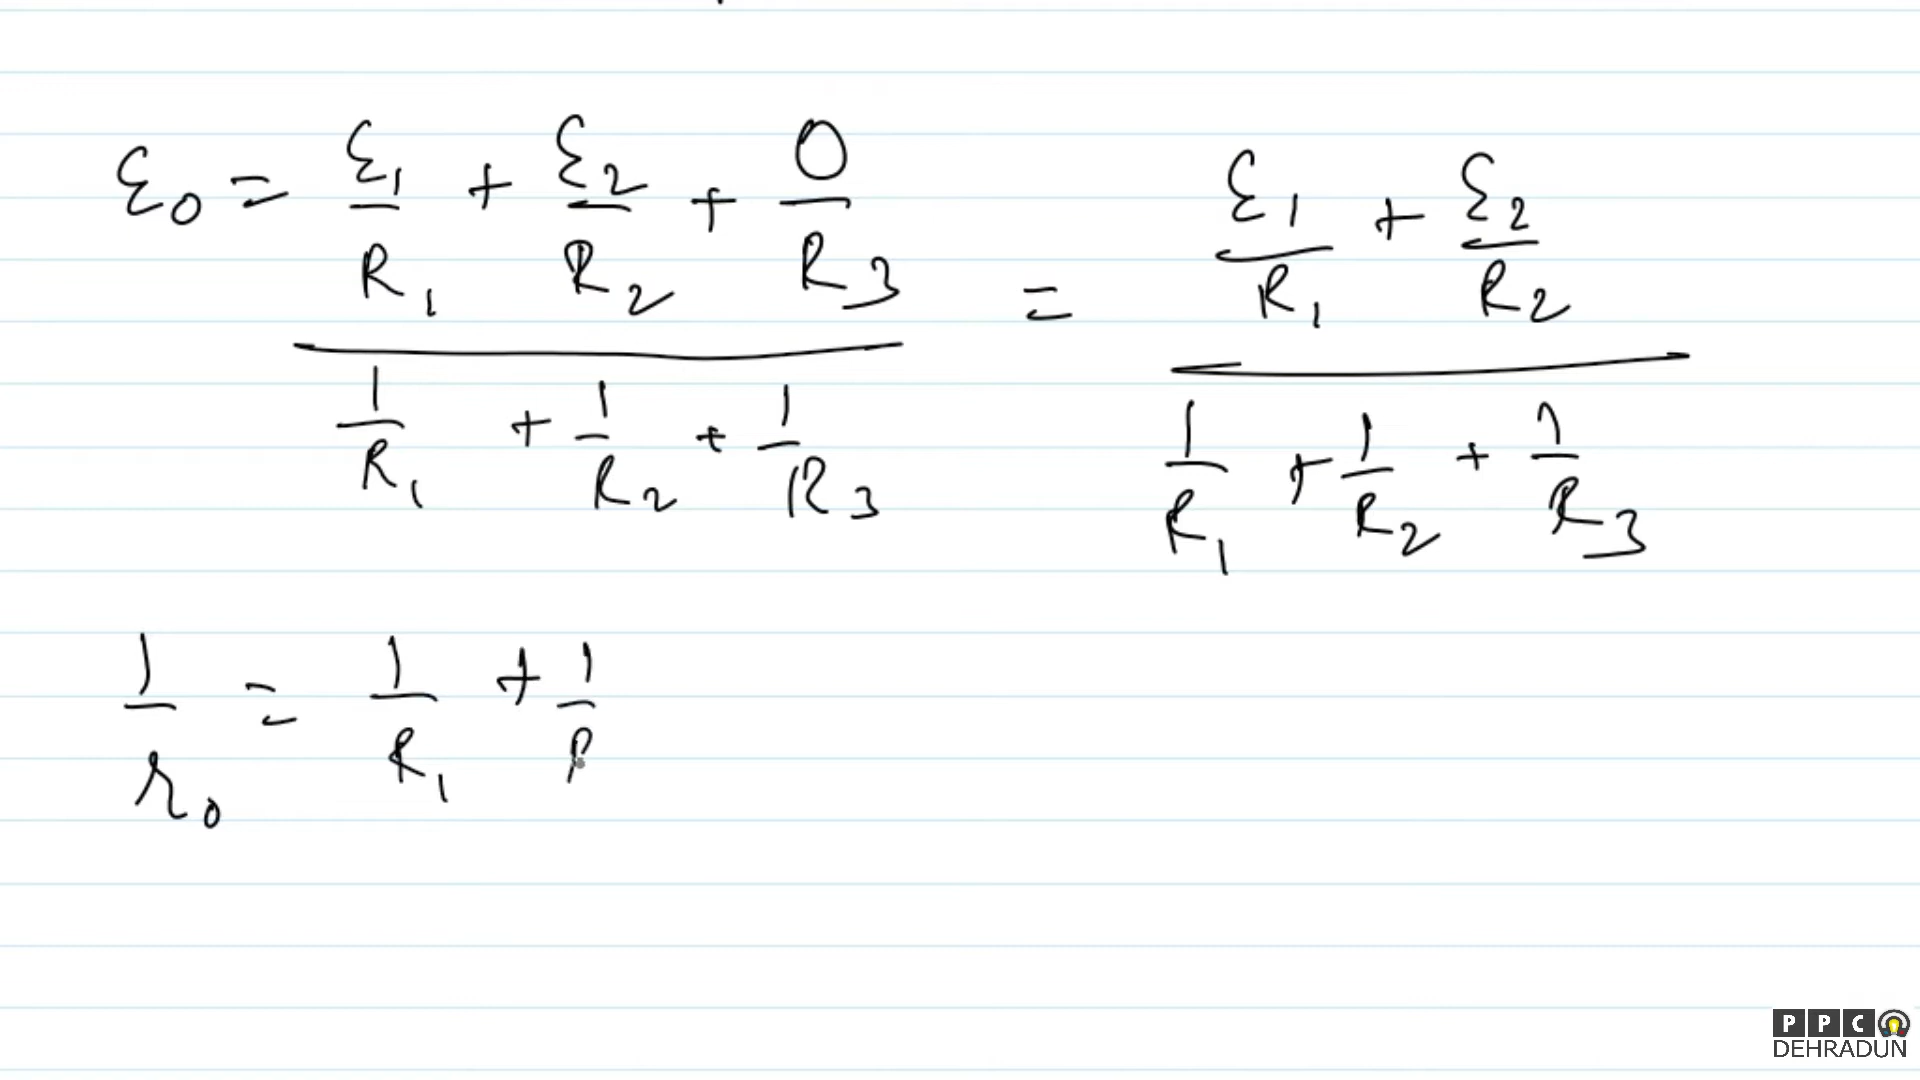 ε₀ = (ε₁/R₁ + ε₂/R₂ + 0/R₃) / (1/R₁ + 1/R₂ + 1/R₃) = (ε₁/R₁ + ε₂/R₂) / (1/R₁ + 1/R₂ + 1/R₃)
1/r₀ = 1/R₁ + 1/
PPC
DEHRADUN